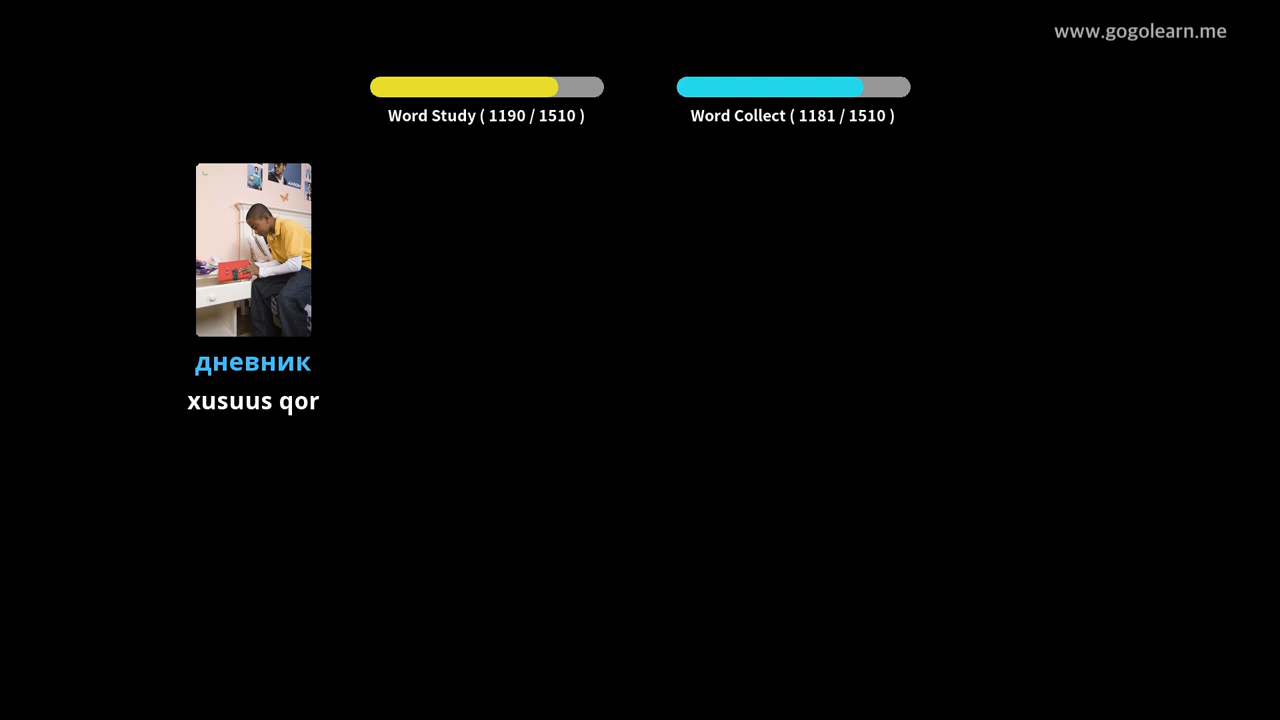 www.gogolearn.me
Word Study ( 1190 / 1510 )
Word Collect ( 1181 / 1510 )
дневник
xusuus qor